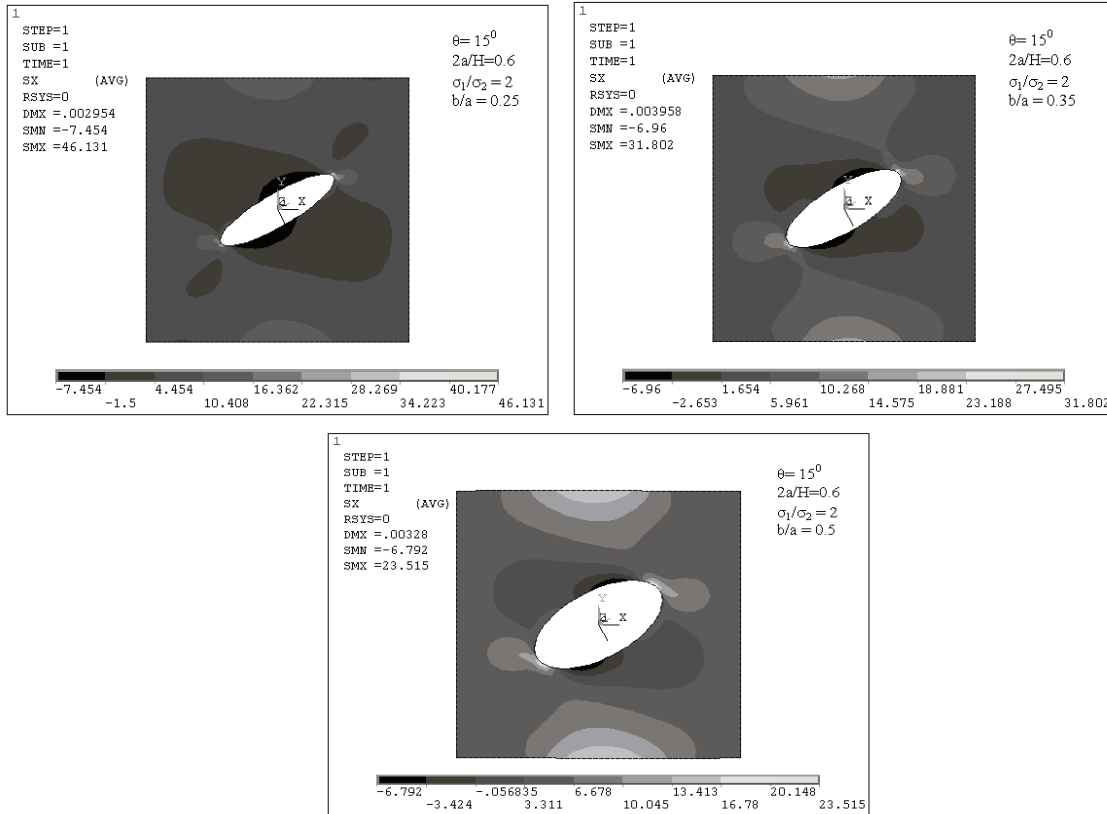 1
STEP=1
SUB =1
TIME=1
SX (AVG)
RSYS=0
DMX =.002954
SMN =-7.454
SMX =46.131
θ= 15⁰
2a/H=0.6
σ₁/σ₂ = 2
b/a = 0.25
Y
Z X
-7.454 4.454 16.362 28.269 40.177
-1.5 10.408 22.315 34.223 46.131
1
STEP=1
SUB =1
TIME=1
SX (AVG)
RSYS=0
DMX =.003958
SMN =-6.96
SMX =31.802
θ= 15⁰
2a/H=0.6
σ₁/σ₂ = 2
b/a = 0.35
Y
Z X
-6.96 1.654 10.268 18.881 27.495
-2.653 5.961 14.575 23.188 31.802
1
STEP=1
SUB =1
TIME=1
SX (AVG)
RSYS=0
DMX =.00328
SMN =-6.792
SMX =23.515
θ= 15⁰
2a/H=0.6
σ₁/σ₂ = 2
b/a = 0.5
Y
Z X
-6.792 -.056835 6.678 13.413 20.148
-3.424 3.311 10.045 16.78 23.515